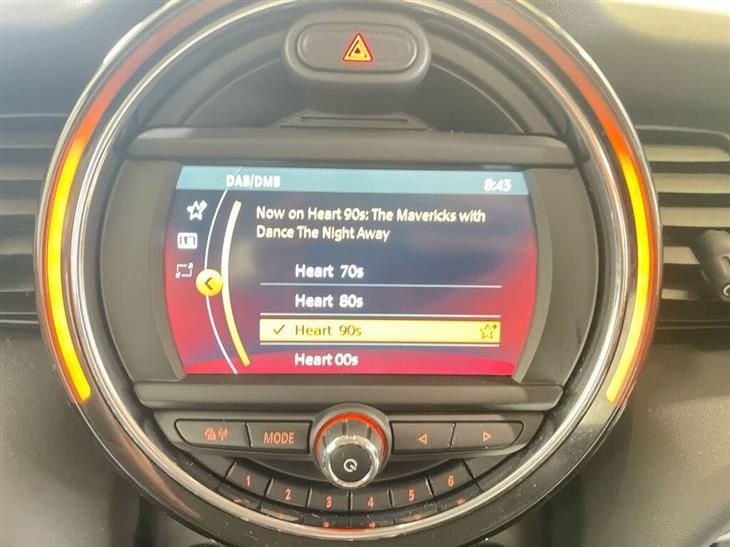 DAB/DMB 8:43
Now on Heart 90s: The Mavericks with
Dance The Night Away
Heart 70s
Heart 80s
Heart 90s
Heart 00s
MODE
1 2 3 4 5 6